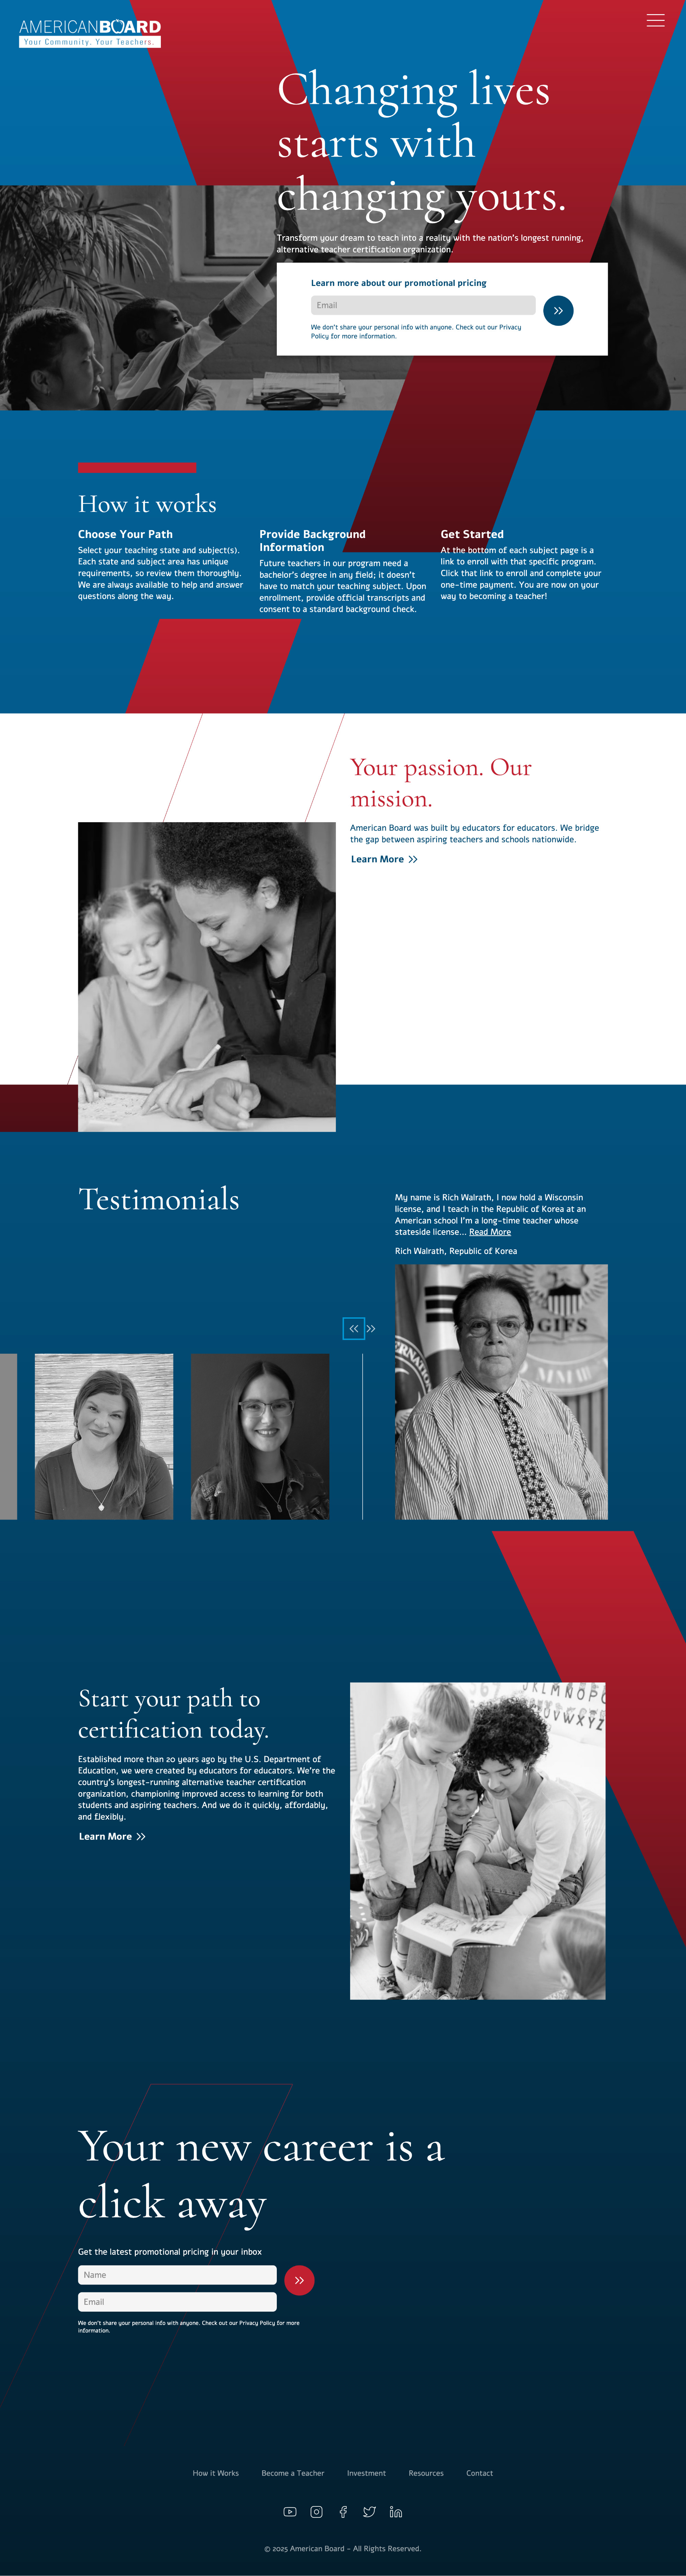 AMERICANBOARD
Your Community. Your Teachers.
Changing lives
starts with
changing yours.
Transform your dream to teach into a reality with the nation's longest running,
alternative teacher certification organization.
Learn more about our promotional pricing
Email
We don't share your personal info with anyone. Check out our Privacy
Policy for more information.
How it works
Choose Your Path
Select your teaching state and subject(s).
Each state and subject area has unique
requirements, so review them thoroughly.
We are always available to help and answer
questions along the way.
Provide Background
Information
Future teachers in our program need a
bachelor's degree in any field; it doesn't
have to match your teaching subject. Upon
enrollment, provide official transcripts and
consent to a standard background check.
Get Started
At the bottom of each subject page is a
link to enroll with that specific program.
Click that link to enroll and complete your
one-time payment. You are now on your
way to becoming a teacher!
Your passion. Our
mission.
American Board was built by educators for educators. We bridge
the gap between aspiring teachers and schools nationwide.
Learn More
Testimonials
My name is Rich Walrath, I now hold a Wisconsin
license, and I teach in the Republic of Korea at an
American school I'm a long-time teacher whose
stateside license... Read More
Rich Walrath, Republic of Korea
GIFS
Start your path to
certification today.
Established more than 20 years ago by the U.S. Department of
Education, we were created by educators for educators. We're the
country's longest-running alternative teacher certification
organization, championing improved access to learning for both
students and aspiring teachers. And we do it quickly, affordably,
and flexibly.
Learn More
Your new career is a
click away
Get the latest promotional pricing in your inbox
Name
Email
We don't share your personal info with anyone. Check out our Privacy Policy for more
information.
How it Works
Become a Teacher
Investment
Resources
Contact
© 2025 American Board - All Rights Reserved.